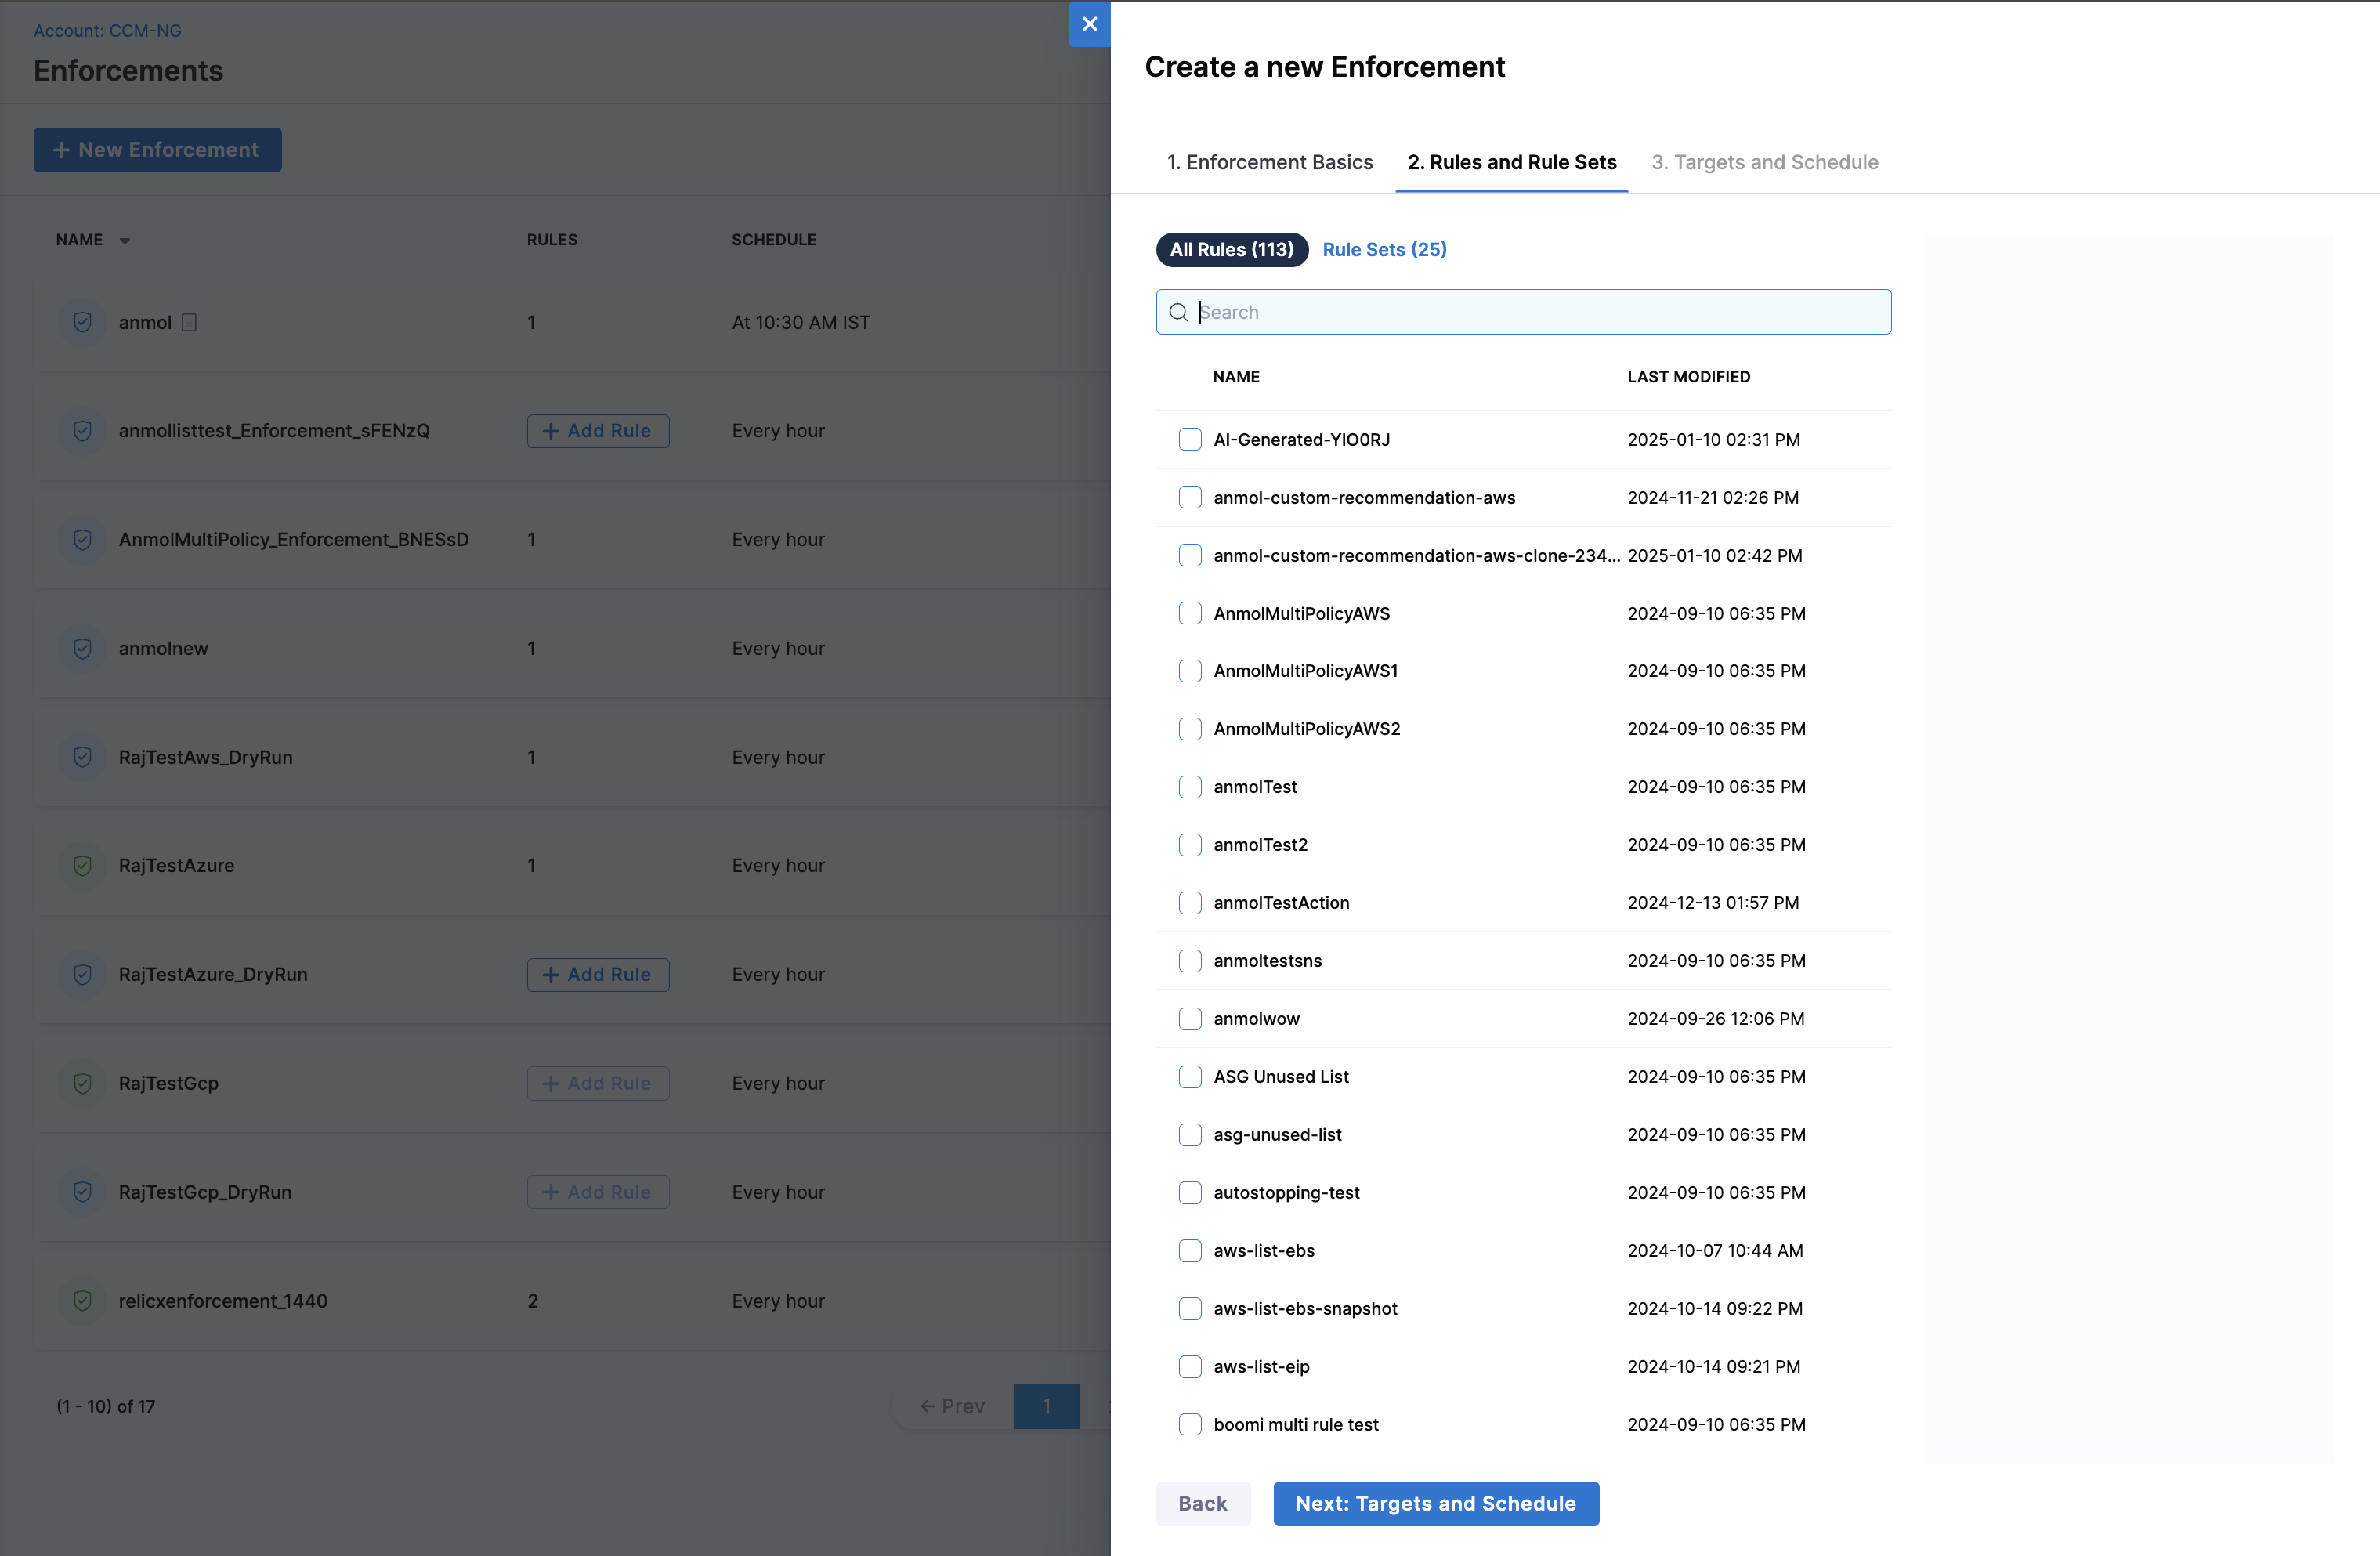 Account: CCM-NG
Enforcements
+ New Enforcement
NAME RULES SCHEDULE
anmol 1 At 10:30 AM IST
anmollisttest_Enforcement_sFENzQ + Add Rule Every hour
AnmolMultiPolicy_Enforcement_BNESsD 1 Every hour
anmolnew 1 Every hour
RajTestAws_DryRun 1 Every hour
RajTestAzure 1 Every hour
RajTestAzure_DryRun + Add Rule Every hour
RajTestGcp + Add Rule Every hour
RajTestGcp_DryRun + Add Rule Every hour
relicxenforcement_1440 2 Every hour
(1 - 10) of 17 ← Prev 1
Create a new Enforcement
1. Enforcement Basics 2. Rules and Rule Sets 3. Targets and Schedule
All Rules (113) Rule Sets (25)
Search
NAME LAST MODIFIED
AI-Generated-YIO0RJ 2025-01-10 02:31 PM
anmol-custom-recommendation-aws 2024-11-21 02:26 PM
anmol-custom-recommendation-aws-clone-234... 2025-01-10 02:42 PM
AnmolMultiPolicyAWS 2024-09-10 06:35 PM
AnmolMultiPolicyAWS1 2024-09-10 06:35 PM
AnmolMultiPolicyAWS2 2024-09-10 06:35 PM
anmolTest 2024-09-10 06:35 PM
anmolTest2 2024-09-10 06:35 PM
anmolTestAction 2024-12-13 01:57 PM
anmoltestsns 2024-09-10 06:35 PM
anmolwow 2024-09-26 12:06 PM
ASG Unused List 2024-09-10 06:35 PM
asg-unused-list 2024-09-10 06:35 PM
autostopping-test 2024-09-10 06:35 PM
aws-list-ebs 2024-10-07 10:44 AM
aws-list-ebs-snapshot 2024-10-14 09:22 PM
aws-list-eip 2024-10-14 09:21 PM
boomi multi rule test 2024-09-10 06:35 PM
Back Next: Targets and Schedule